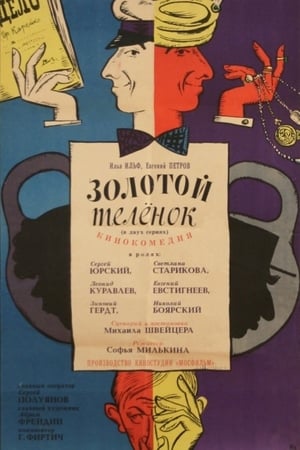 ДЕЛО
Илья ИЛЬФ, Евгений ПЕТРОВ
ЗОЛОТОЙ
телёнок
(в двух сериях)
КИНОКОМЕДИЯ
в ролях:
Сергей
ЮРСКИЙ,
Светлана
СТАРИКОВА,
Леонид
КУРАВЛЕВ,
Евгений
ЕВСТИГНЕЕВ,
Зиновий
ГЕРДТ,
Николай
БОЯРСКИЙ
Сценарий и постановка
Михаила ШВЕЙЦЕРА
Режиссер
Софья МИЛЬКИНА
ПРОИЗВОДСТВО КИНОСТУДИИ "МОСФИЛЬМ"
главный оператор
Сергей
ПОЛУЯНОВ
главный художник
Абрам
ФРЕЙДИН
композитор
Г. ФИРТИЧ